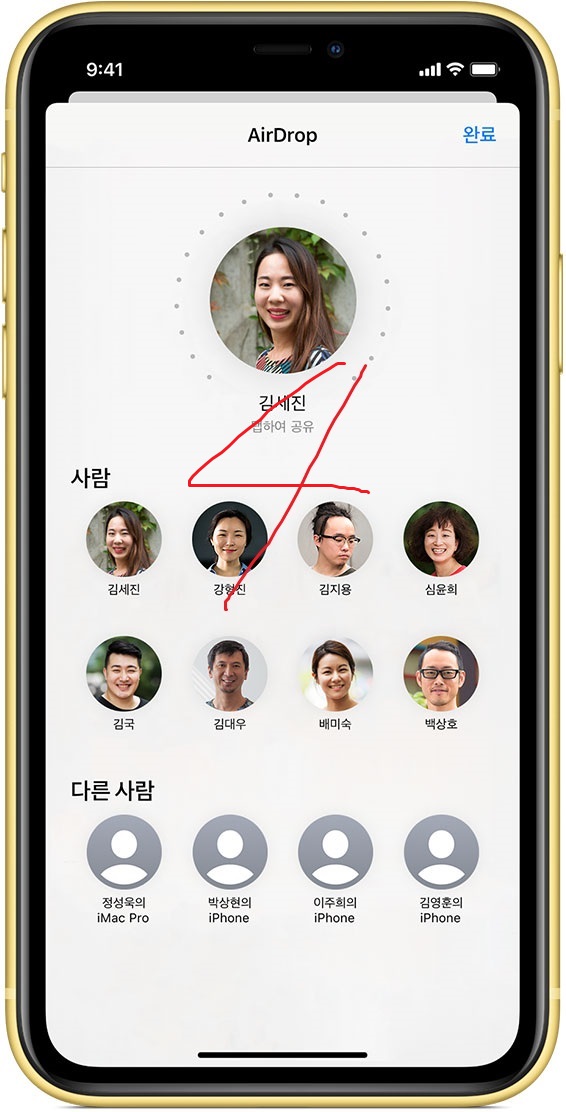 9:41
AirDrop 완료
김세진
탭하여 공유
사람
김세진 강형진 김지용 심윤희
김국 김대우 배미숙 백상호
다른 사람
정성욱의 박상현의 이주희의 김영훈의
iMac Pro iPhone iPhone iPhone
4